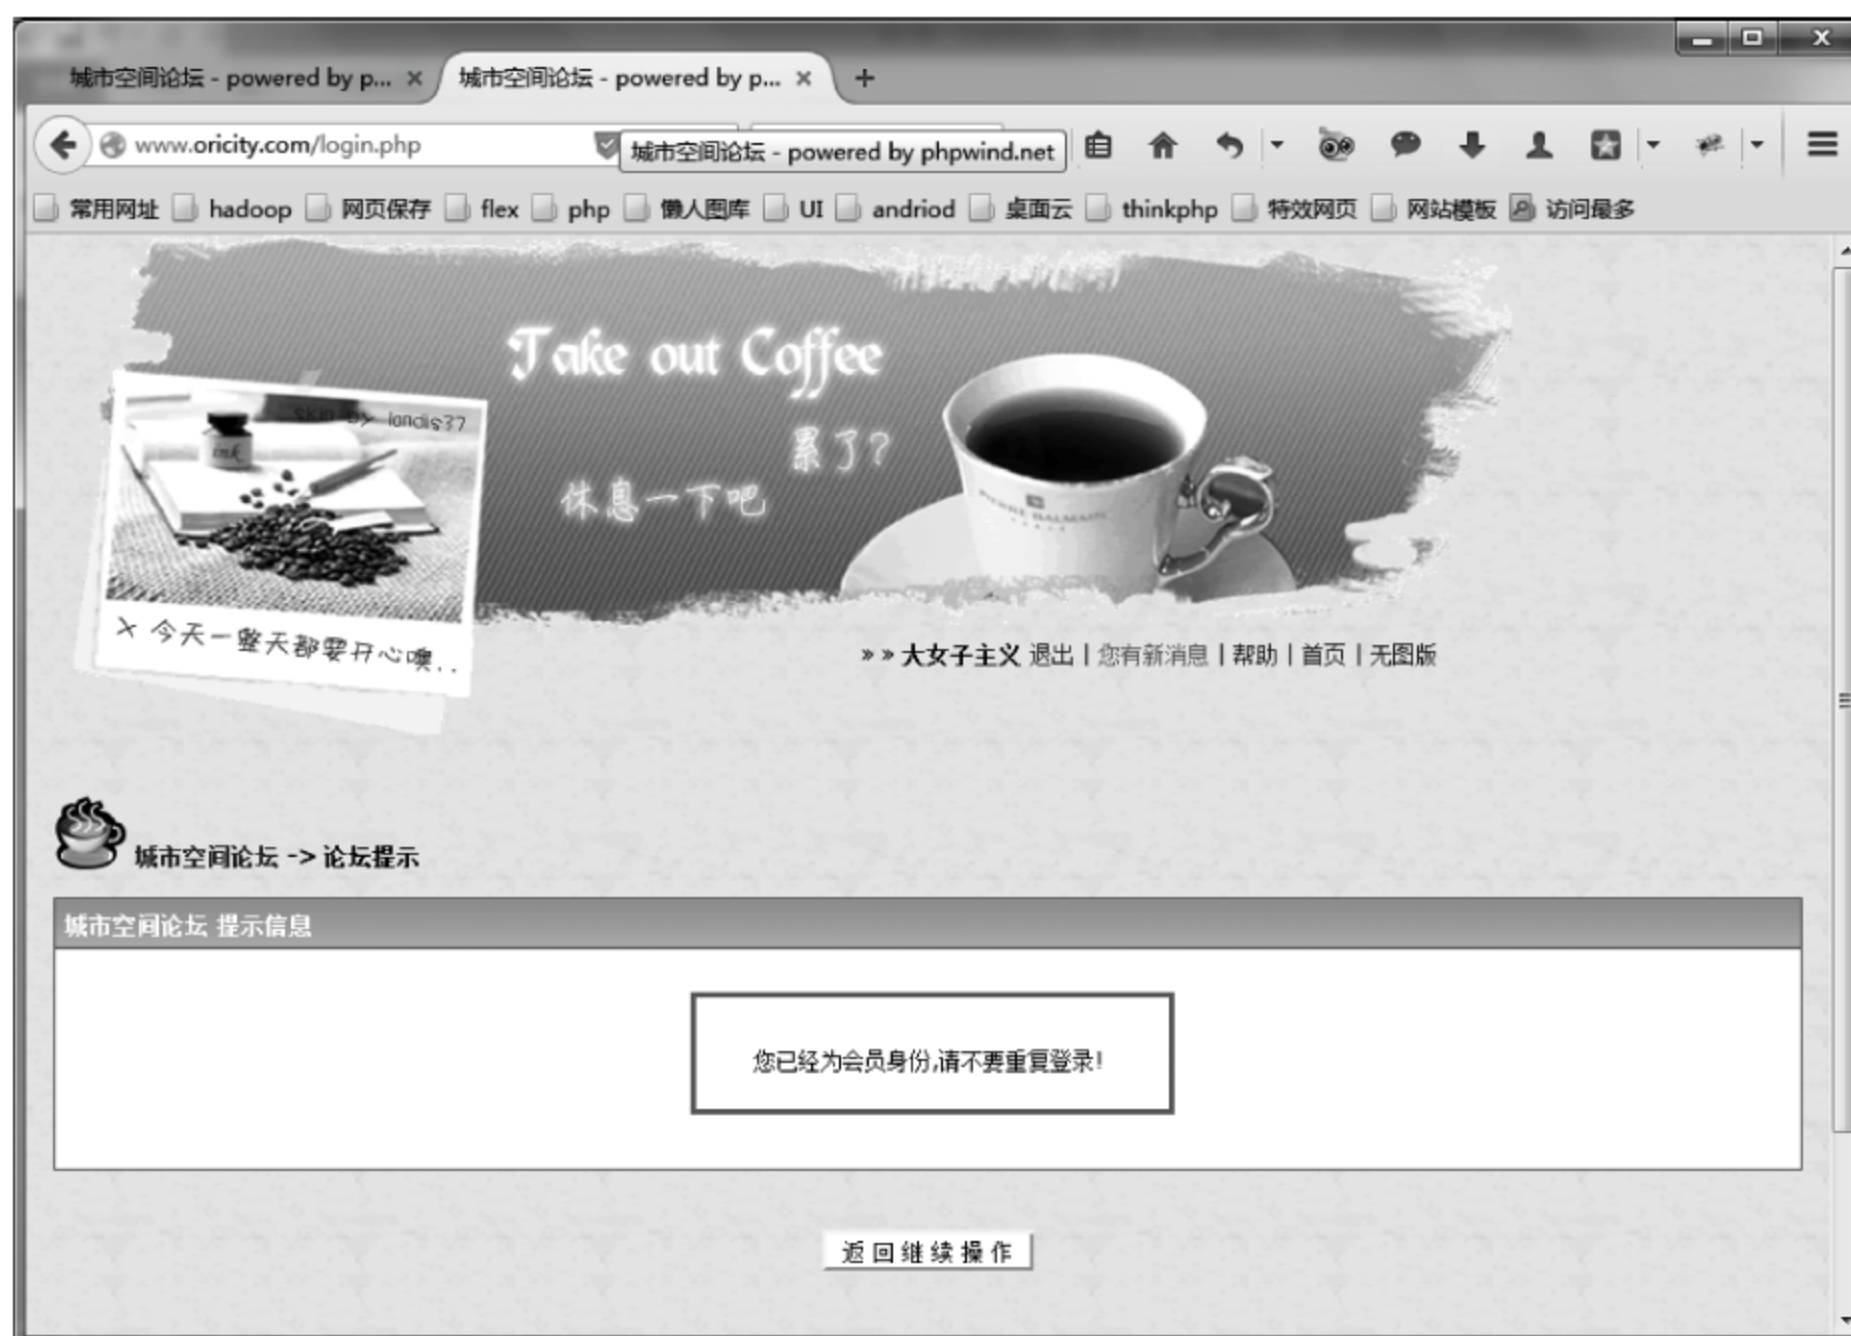 城市空间论坛 - powered by p...
城市空间论坛 - powered by p...
www.oricity.com/login.php
城市空间论坛 - powered by phpwind.net
常用网址 hadoop 网页保存 flex php 懒人图库 UI andriod 桌面云 thinkphp 特效网页 网站模板 访问最多
Take out Coffee
累了?
休息一下吧
skin by landis37
ink
PIERRE BALMAIN
× 今天一整天都要开心噢..
» » 大女子主义 退出 | 您有新消息 | 帮助 | 首页 | 无图版
城市空间论坛 -> 论坛提示
城市空间论坛 提示信息
您已经为会员身份,请不要重复登录!
返回继续操作